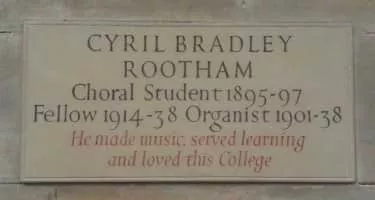 CYRIL BRADLEY
ROOTHAM
Choral Student 1895-97
Fellow 1914-38 Organist 1901-38
He made music, served learning
and loved this College